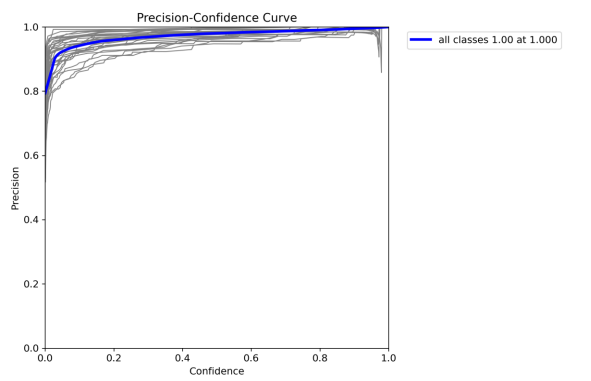 Precision-Confidence Curve
1.0
0.8
0.6
0.4
0.2
0.0
Precision
0.0 0.2 0.4 0.6 0.8 1.0
Confidence
all classes 1.00 at 1.000